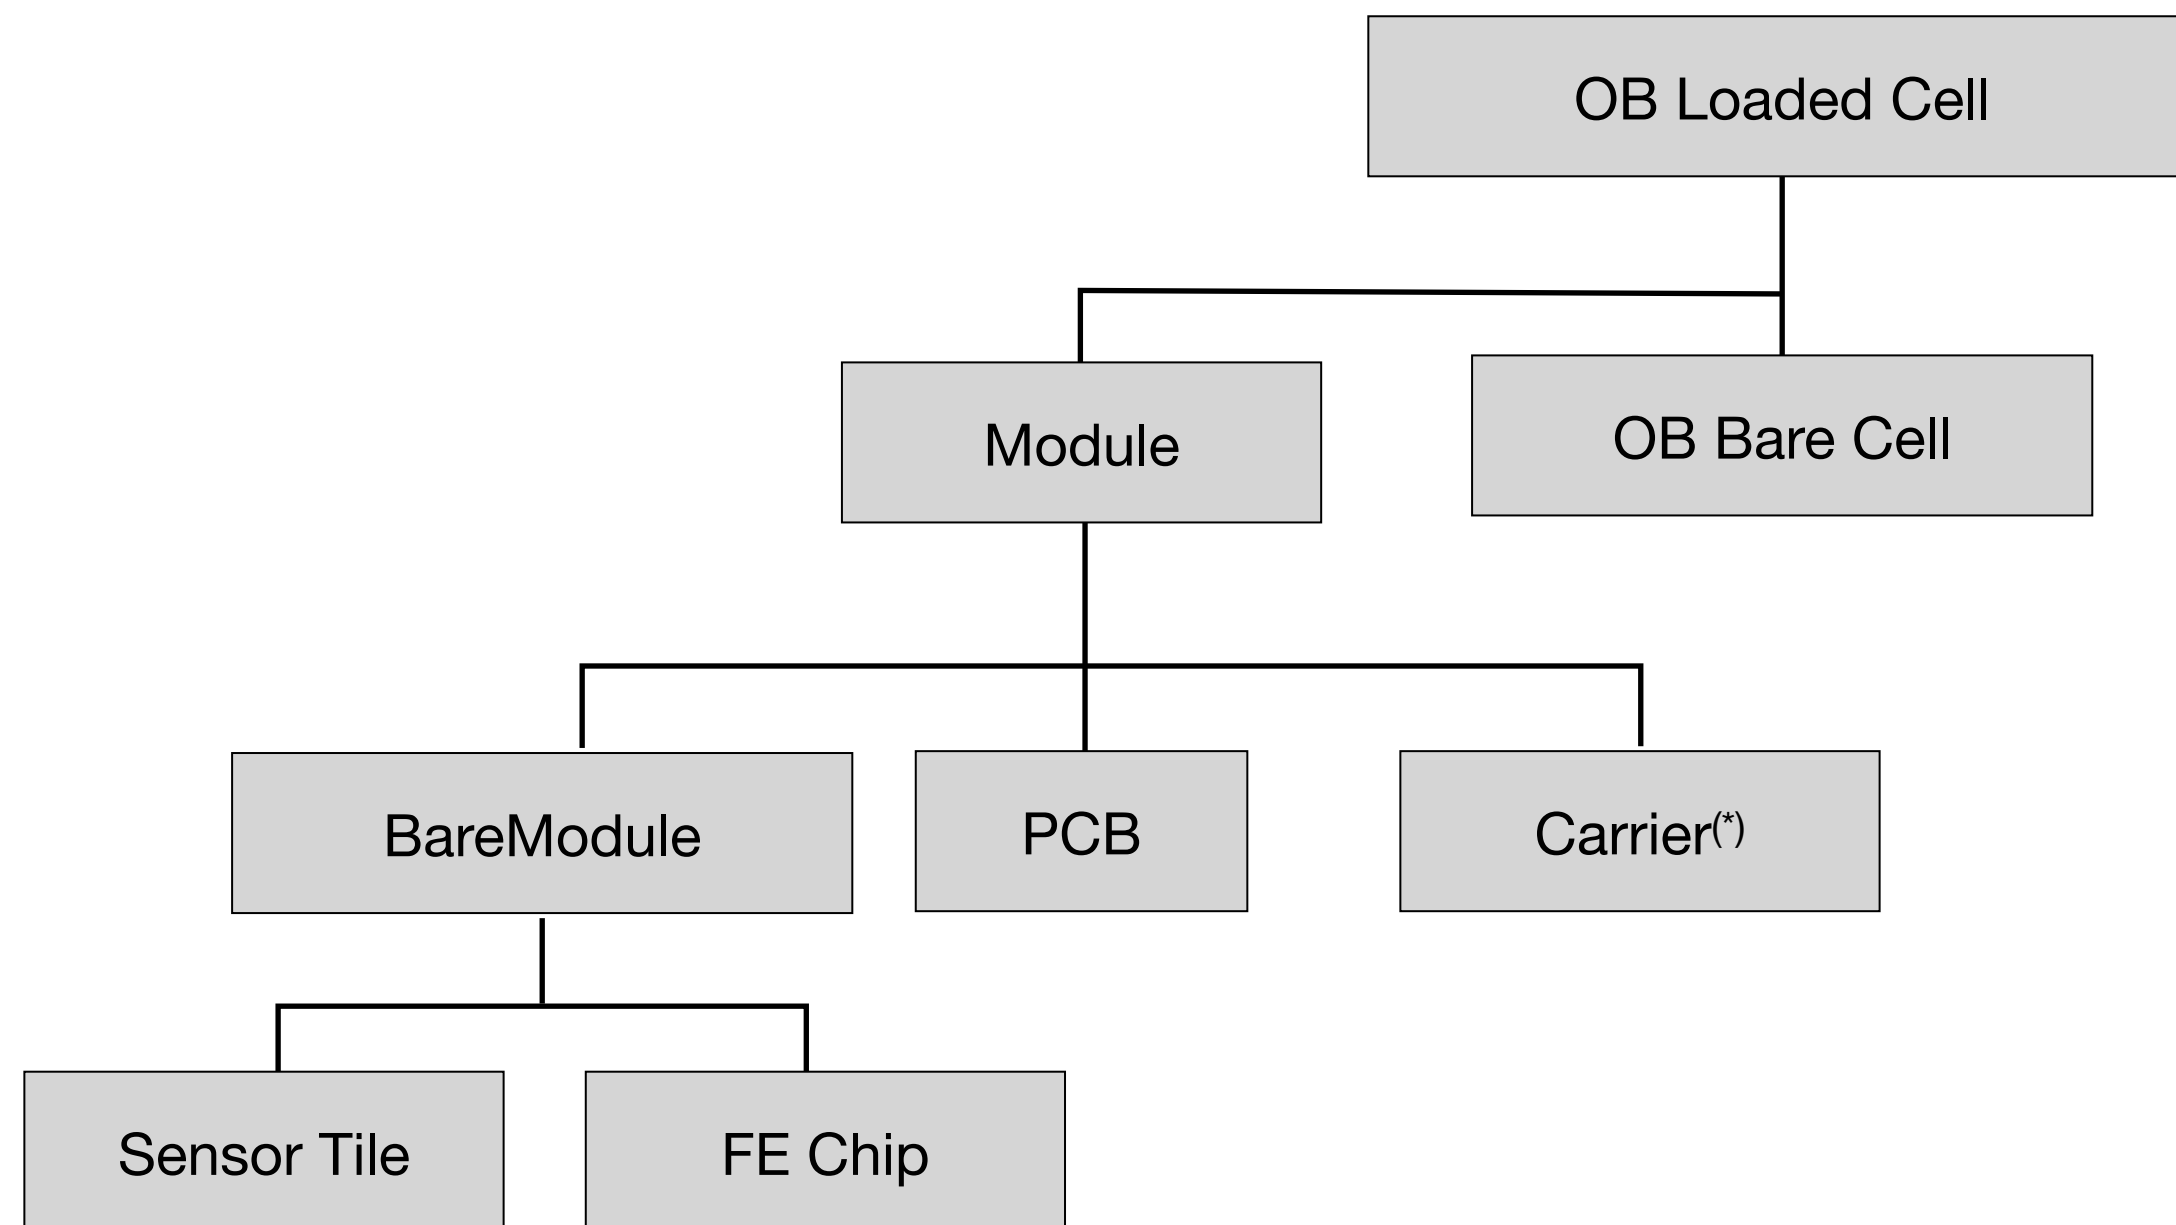 OB Loaded Cell
Module
OB Bare Cell
BareModule
PCB
Carrier(*)
Sensor Tile
FE Chip